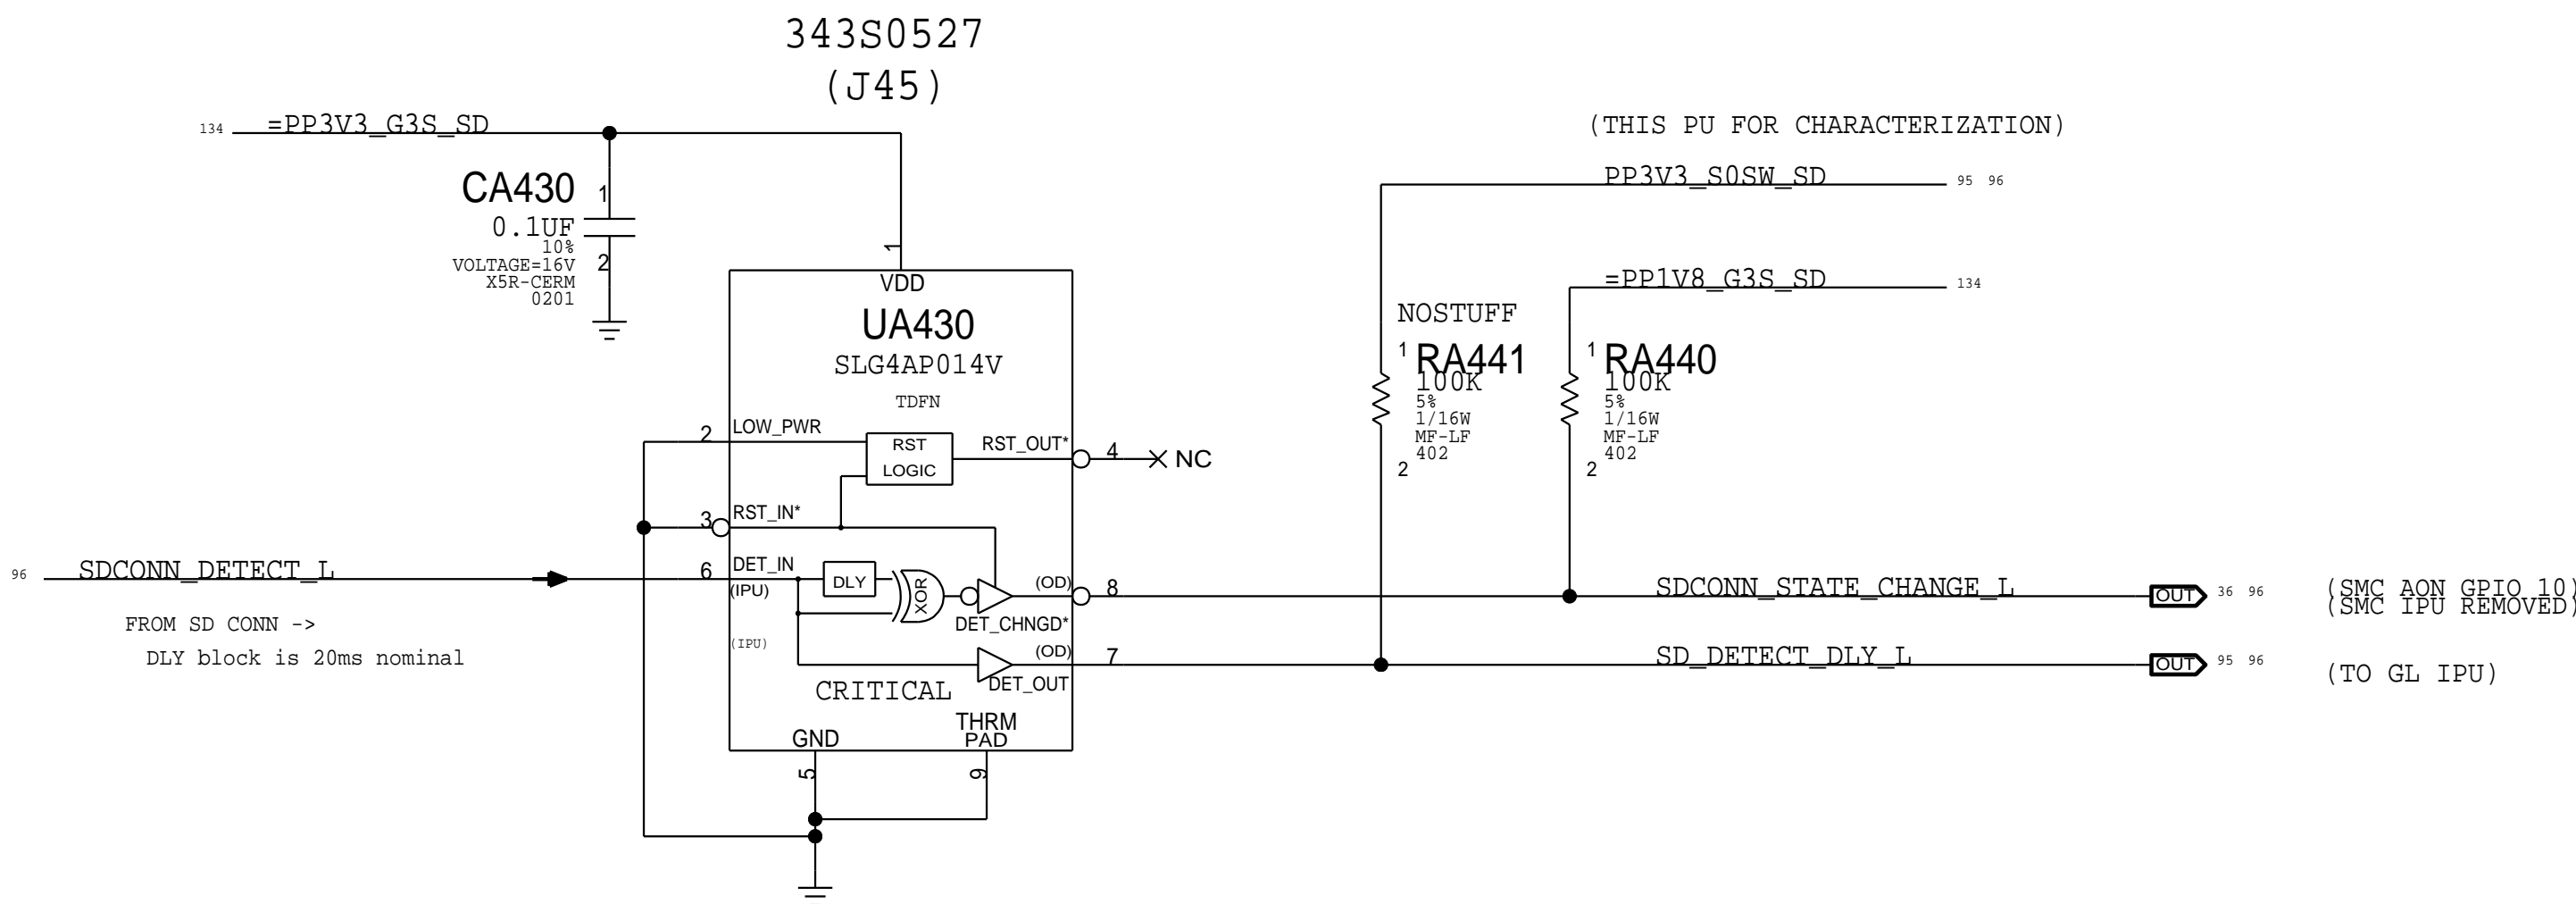 343S0527
(J45)
134 =PP3V3_G3S_SD
(THIS PU FOR CHARACTERIZATION)
PP3V3_S0SW_SD 95 96
CA430
1
0.1UF
10%
VOLTAGE=16V
X5R-CERM
0201
2
1
VDD
UA430
SLG4AP014V
TDFN
=PP1V8_G3S_SD 134
NOSTUFF
1 RA441
100K
5%
1/16W
MF-LF
402
2
1 RA440
100K
5%
1/16W
MF-LF
402
2
2 LOW_PWR
RST
LOGIC
RST_OUT* 4 NC
3 RST_IN*
96 SDCONN_DETECT_L
6 DET_IN
(IPU)
DLY
XOR
(OD) 8
DET_CHNGD*
SDCONN_STATE_CHANGE_L OUT 36 96
(SMC AON GPIO 10)
(SMC IPU REMOVED)
FROM SD CONN ->
DLY block is 20ms nominal
(IPU)
(OD) 7
DET_OUT
SD_DETECT_DLY_L OUT 95 96
(TO GL IPU)
CRITICAL
GND
THRM
PAD
5
9